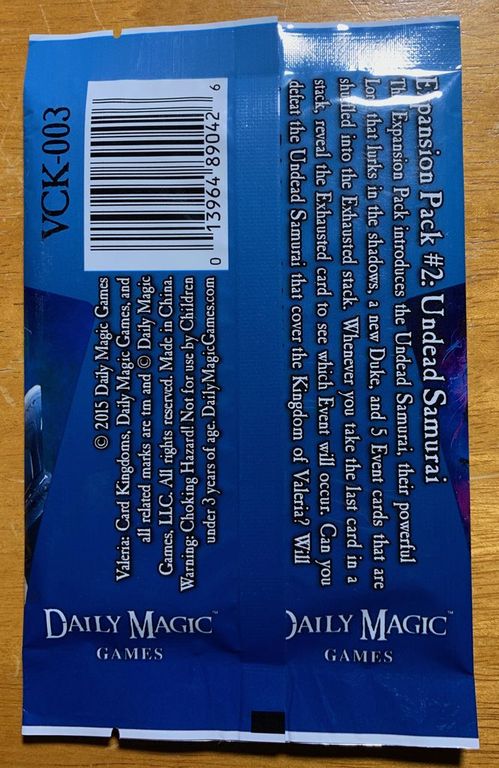 Expansion Pack #2: Undead Samurai
Expansion Pack introduces the Undead Samurai, their powerful
Lord that lurks in the shadows, a new Duke, and 5 Event cards that are
shuffled into the Exhausted stack. Whenever you take the last card in a
stack, reveal the Exhausted card to see which Event will occur. Can you
defeat the Undead Samurai that cover the Kingdom of Valeria? Will
DAILY MAGIC™
GAMES
0 13964 89042 6
VCK-003
© 2015 Daily Magic Games
Valeria: Card Kingdoms, Daily Magic Games, and
all related marks are tm and © Daily Magic
Games, LLC. All rights reserved. Made in China.
Warning: Choking Hazard! Not for use by Children
under 3 years of age. DailyMagicGames.com
DAILY MAGIC™
GAMES